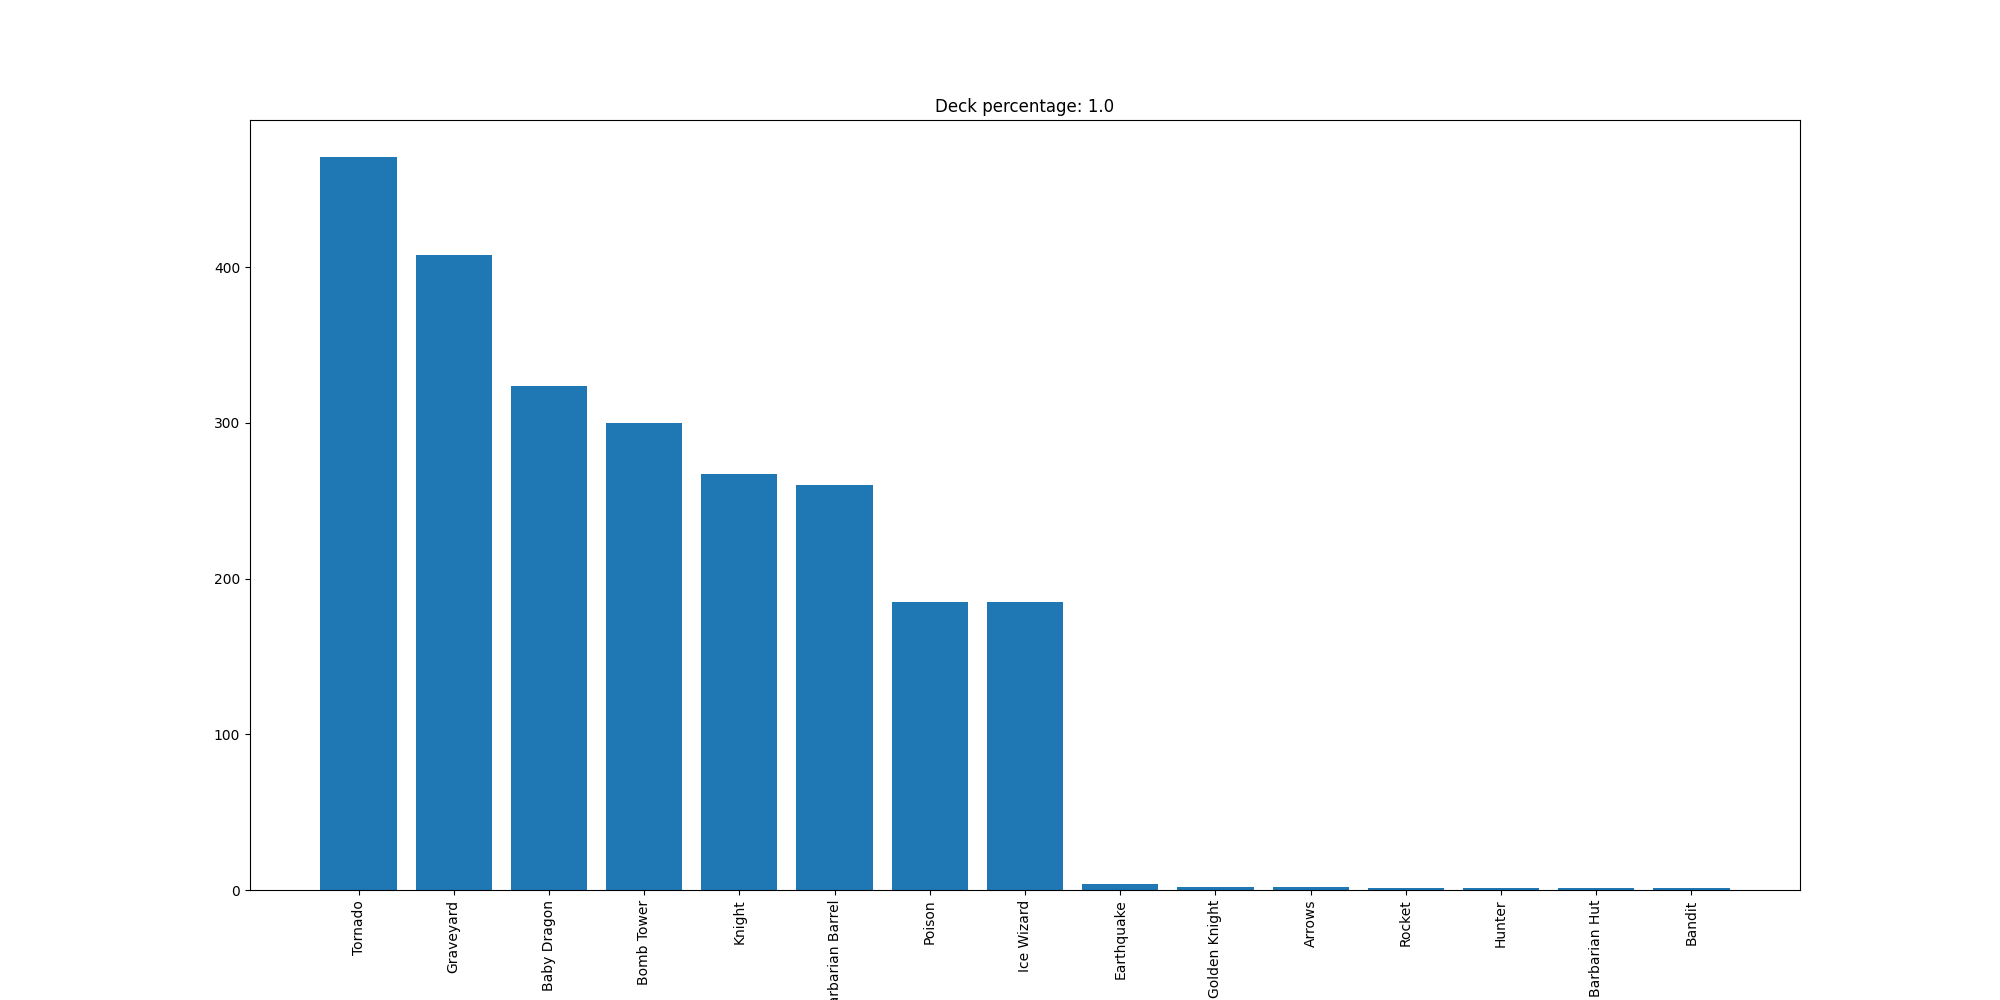 Deck percentage: 1.0
400
300
200
100
0
Tornado
Graveyard
Baby Dragon
Bomb Tower
Knight
arbarian Barrel
Poison
Ice Wizard
Earthquake
Golden Knight
Arrows
Rocket
Hunter
Barbarian Hut
Bandit